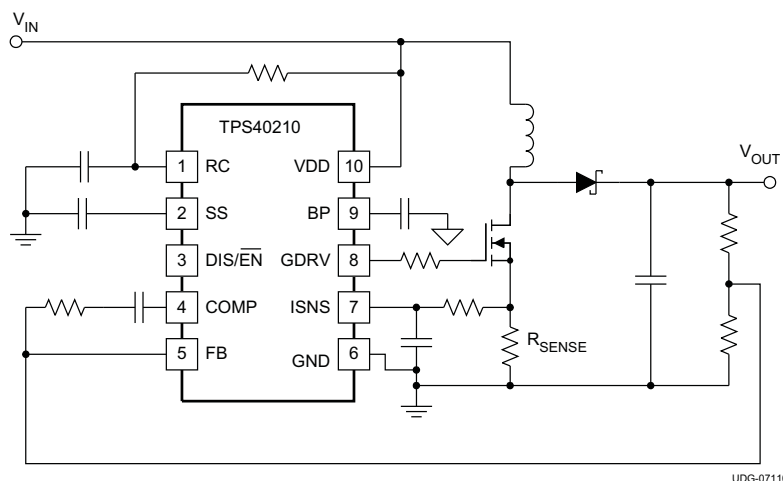 V_IN
TPS40210
1 RC
VDD 10
V_OUT
2 SS
BP 9
3 DIS/EN
GDRV 8
4 COMP
ISNS 7
5 FB
GND 6
R_SENSE